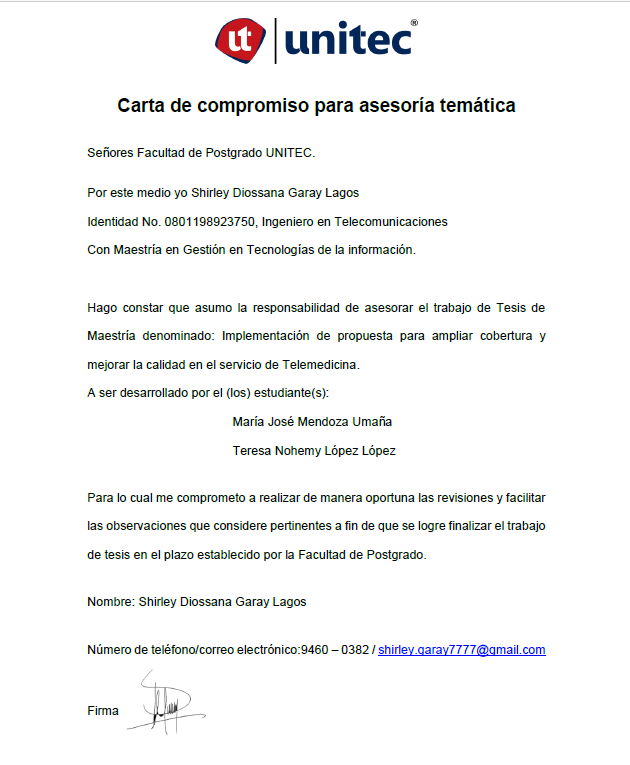 ut unitec®
Carta de compromiso para asesoría temática
Señores Facultad de Postgrado UNITEC.
Por este medio yo Shirley Diossana Garay Lagos
Identidad No. 0801198923750, Ingeniero en Telecomunicaciones
Con Maestría en Gestión en Tecnologías de la información.
Hago constar que asumo la responsabilidad de asesorar el trabajo de Tesis de
Maestría denominado: Implementación de propuesta para ampliar cobertura y
mejorar la calidad en el servicio de Telemedicina.
A ser desarrollado por el (los) estudiante(s):
María José Mendoza Umaña
Teresa Nohemy López López
Para lo cual me comprometo a realizar de manera oportuna las revisiones y facilitar
las observaciones que considere pertinentes a fin de que se logre finalizar el trabajo
de tesis en el plazo establecido por la Facultad de Postgrado.
Nombre: Shirley Diossana Garay Lagos
Número de teléfono/correo electrónico:9460 – 0382 / shirley.garay7777@gmail.com
Firma